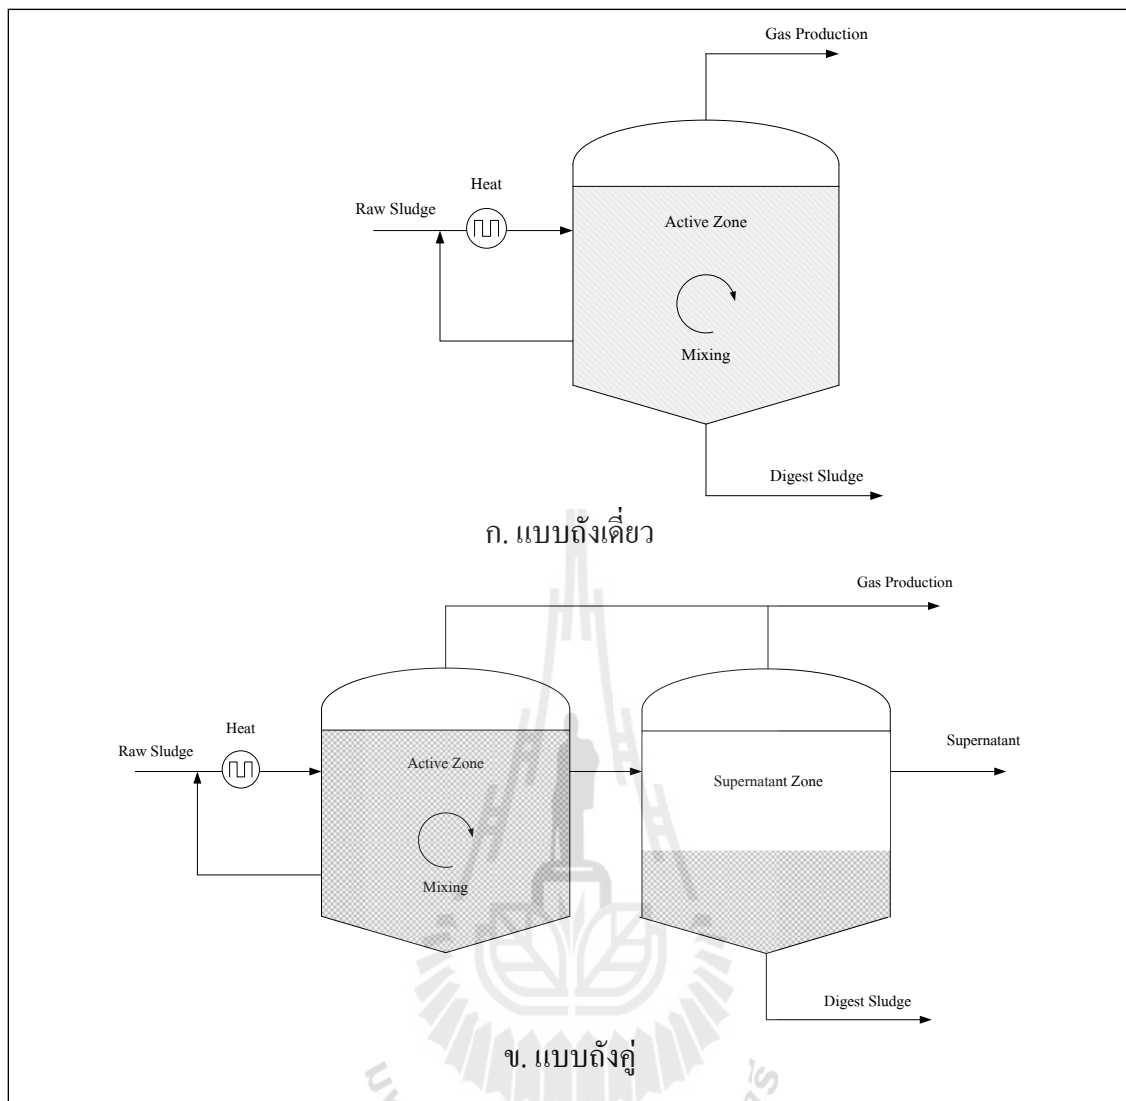 Gas Production
Heat
Raw Sludge
Active Zone
Mixing
Digest Sludge
ก. แบบถังเดี่ยว
Gas Production
Heat
Raw Sludge
Active Zone
Supernatant
Supernatant Zone
Mixing
Digest Sludge
ข. แบบถังคู่